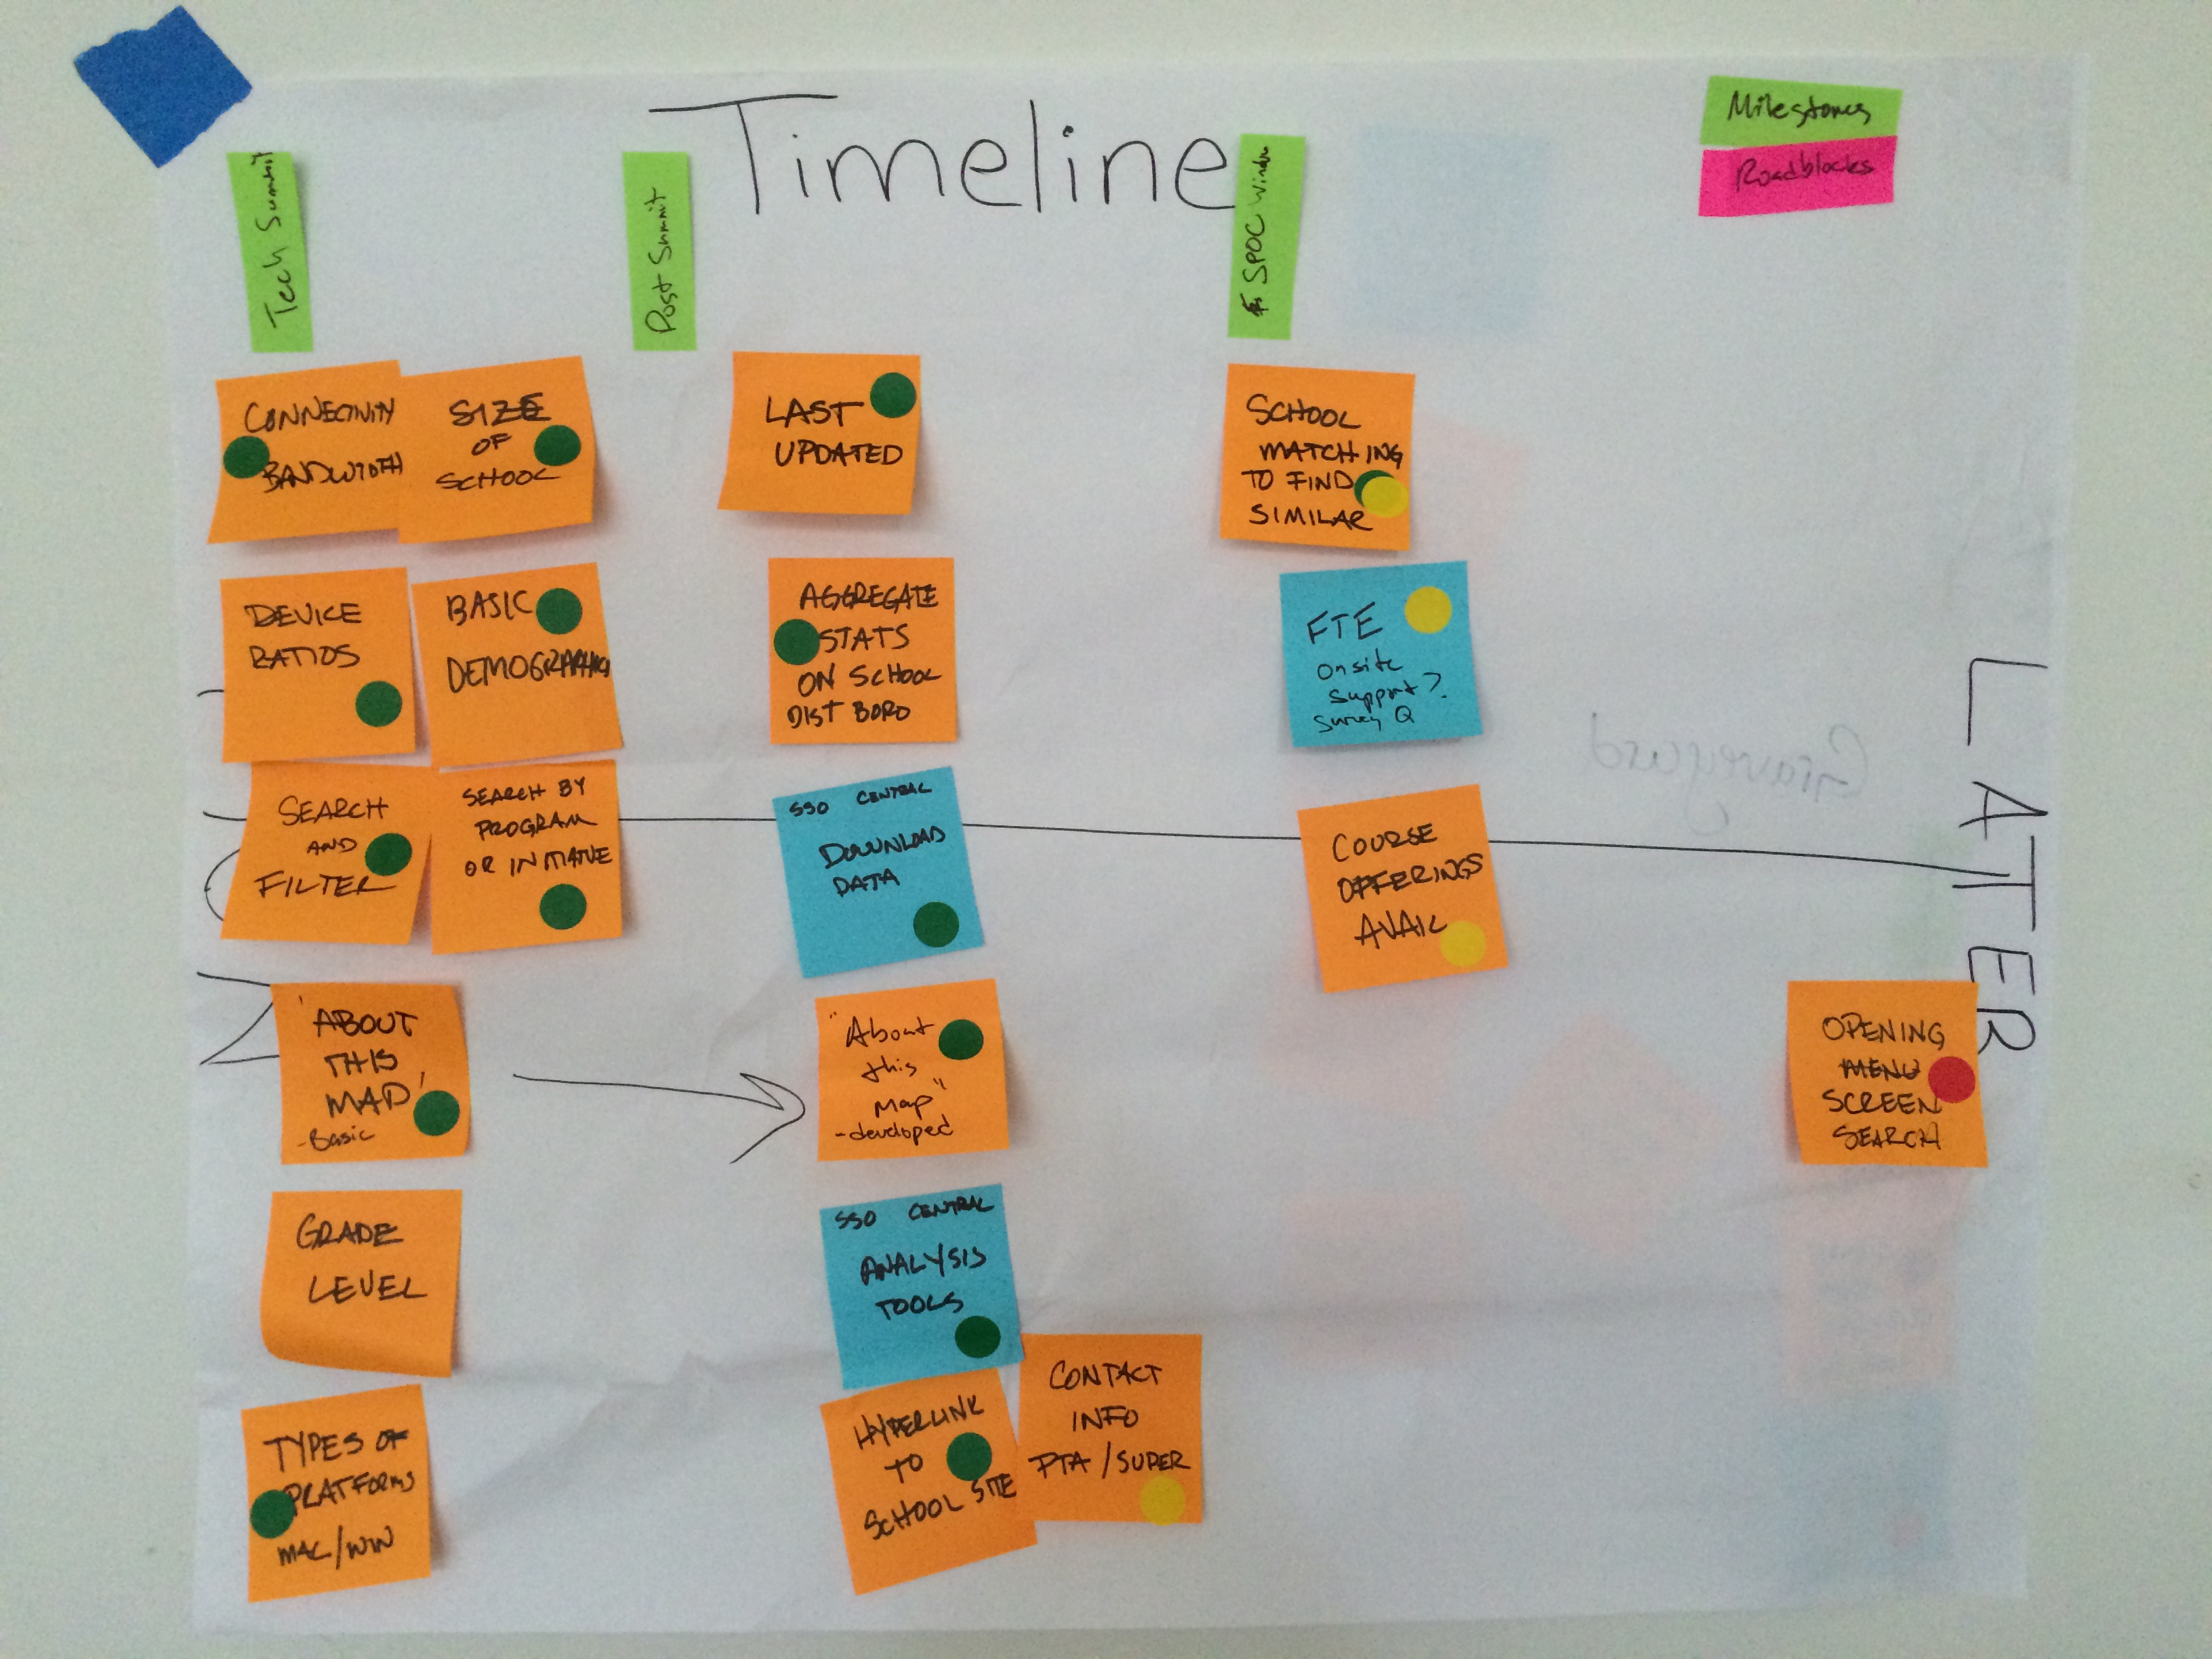 Timeline
Milestones
Roadblocks
Tech Summit
Post Summit
SPOC Window
CONNECTIVITY
BANDWIDTH
SIZE
OF
SCHOOL
LAST
UPDATED
SCHOOL
MATCHING
TO FIND
SIMILAR
DEVICE
RATIOS
BASIC
DEMOGRAPHICS
AGGREGATE
STATS
ON SCHOOL
DIST BORO
FTE
Onsite
Support?
Survey Q
SEARCH
AND
FILTER
SEARCH BY
PROGRAM
OR INITIATIVE
SSO CENTRAL
DOWNLOAD
DATA
COURSE
OFFERINGS
AVAIL
Graveyard
LATER
'ABOUT
THIS
MAP'
-Basic
"About
this
Map"
-developed
OPENING
MENU
SCREEN
SEARCH
GRADE
LEVEL
SSO CENTRAL
ANALYSIS
TOOLS
TYPES OF
PLATFORMS
MAC/WIN
HYPERLINK
TO
SCHOOL SITE
CONTACT
INFO
PTA/SUPER